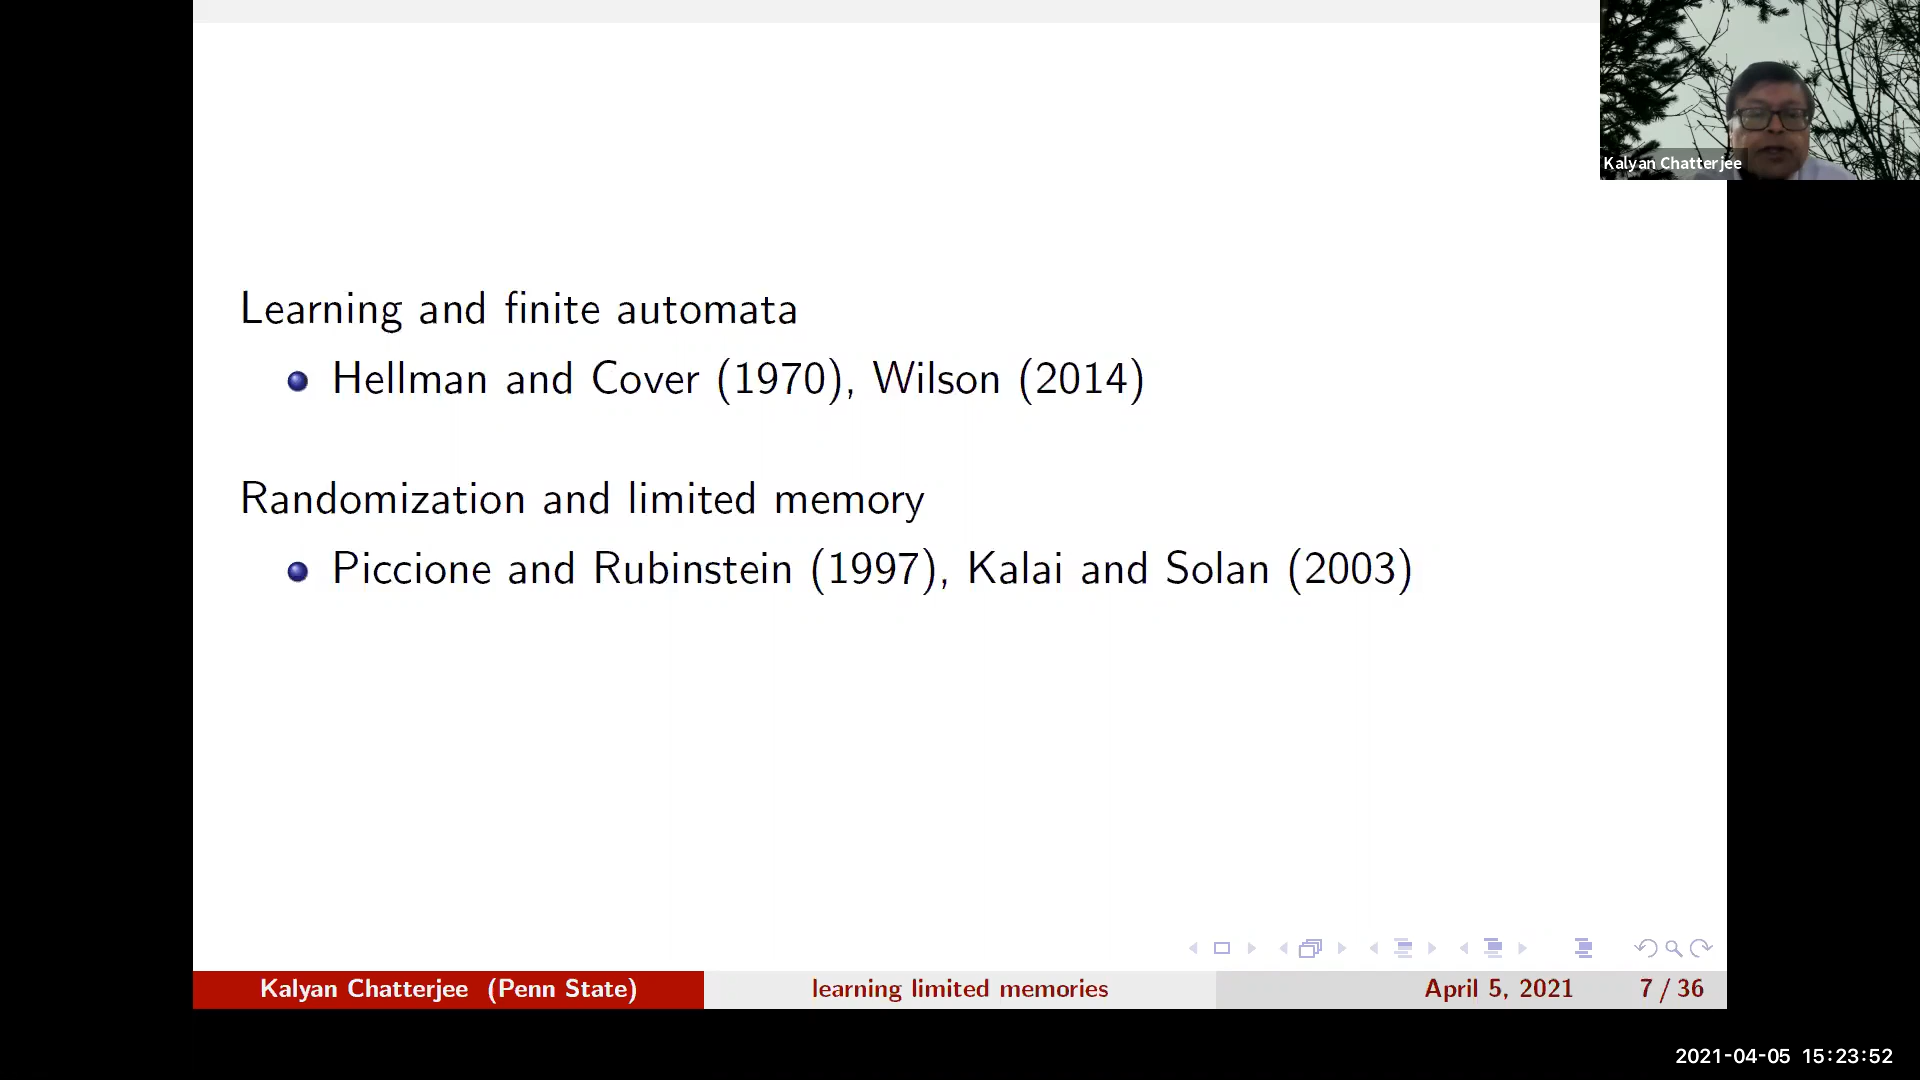 Kalyan Chatterjee
Learning and finite automata
Hellman and Cover (1970), Wilson (2014)
Randomization and limited memory
Piccione and Rubinstein (1997), Kalai and Solan (2003)
Kalyan Chatterjee (Penn State) learning limited memories April 5, 2021 7 / 36
2021-04-05 15:23:52